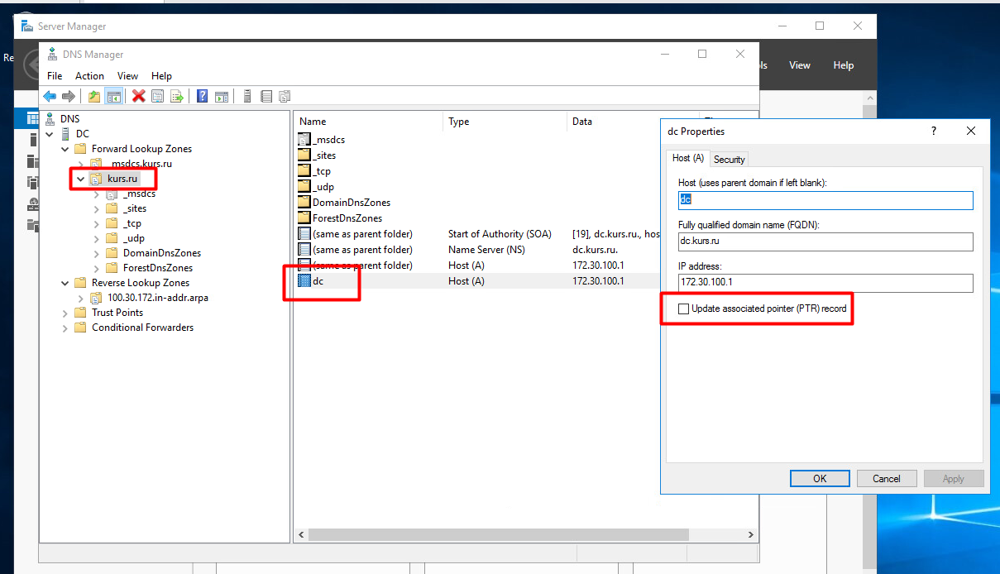 Server Manager
Re
DNS Manager
ls View Help
File Action View Help
DNS
DC
Forward Lookup Zones
_msdcs.kurs.ru
kurs.ru
_msdcs
_sites
_tcp
_udp
DomainDnsZones
ForestDnsZones
Reverse Lookup Zones
100.30.172.in-addr.arpa
Trust Points
Conditional Forwarders
Name Type Data
_msdcs
_sites
_tcp
_udp
DomainDnsZones
ForestDnsZones
(same as parent folder) Start of Authority (SOA) [19], dc.kurs.ru., hos
(same as parent folder) Name Server (NS) dc.kurs.ru.
(same as parent folder) Host (A) 172.30.100.1
dc Host (A) 172.30.100.1
dc Properties
?
Host (A) Security
Host (uses parent domain if left blank):
dc
Fully qualified domain name (FQDN):
dc.kurs.ru
IP address:
172.30.100.1
Update associated pointer (PTR) record
OK Cancel Apply